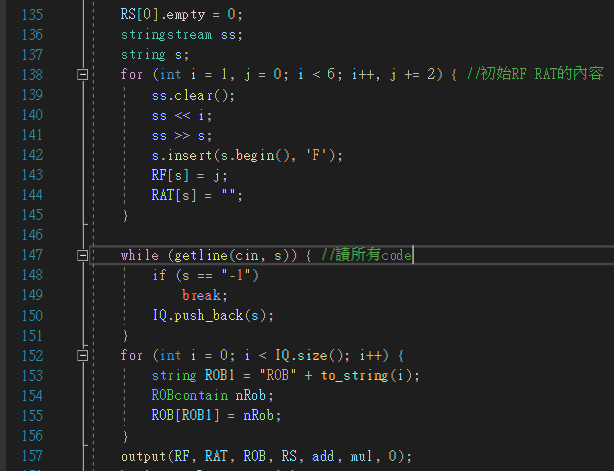 135 RS[0].empty = 0;
136 stringstream ss;
137 string s;
138 for (int i = 1, j = 0; i < 6; i++, j += 2) { //初始RF RAT的內容
139 ss.clear();
140 ss << i;
141 ss >> s;
142 s.insert(s.begin(), 'F');
143 RF[s] = j;
144 RAT[s] = "";
145 }
146
147 while (getline(cin, s)) { //讀所有code
148 if (s == "-1")
149 break;
150 IQ.push_back(s);
151 }
152 for (int i = 0; i < IQ.size(); i++) {
153 string ROB1 = "ROB" + to_string(i);
154 ROBcontain nRob;
155 ROB[ROB1] = nRob;
156 }
157 output(RF, RAT, ROB, RS, add, mul, 0);